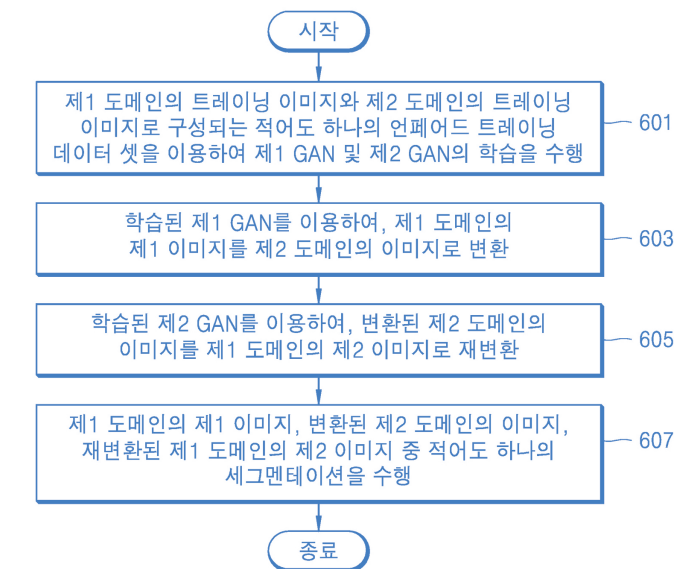 시작
제1 도메인의 트레이닝 이미지와 제2 도메인의 트레이닝
이미지로 구성되는 적어도 하나의 언페어드 트레이닝
데이터 셋을 이용하여 제1 GAN 및 제2 GAN의 학습을 수행
601
학습된 제1 GAN를 이용하여, 제1 도메인의
제1 이미지를 제2 도메인의 이미지로 변환
603
학습된 제2 GAN를 이용하여, 변환된 제2 도메인의
이미지를 제1 도메인의 제2 이미지로 재변환
605
제1 도메인의 제1 이미지, 변환된 제2 도메인의 이미지,
재변환된 제1 도메인의 제2 이미지 중 적어도 하나의
세그멘테이션을 수행
607
종료